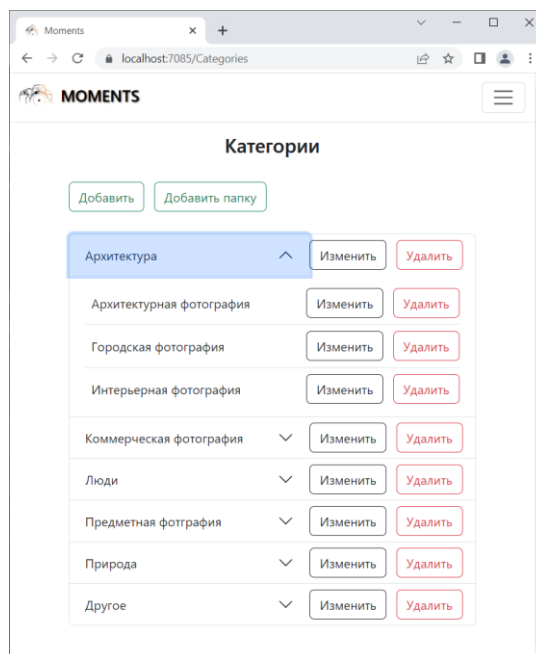 Moments
localhost:7085/Categories
MOMENTS
Категории
Добавить Добавить папку
Архитектура Изменить Удалить
Архитектурная фотография Изменить Удалить
Городская фотография Изменить Удалить
Интерьерная фотография Изменить Удалить
Коммерческая фотография Изменить Удалить
Люди Изменить Удалить
Предметная фотграфия Изменить Удалить
Природа Изменить Удалить
Другое Изменить Удалить